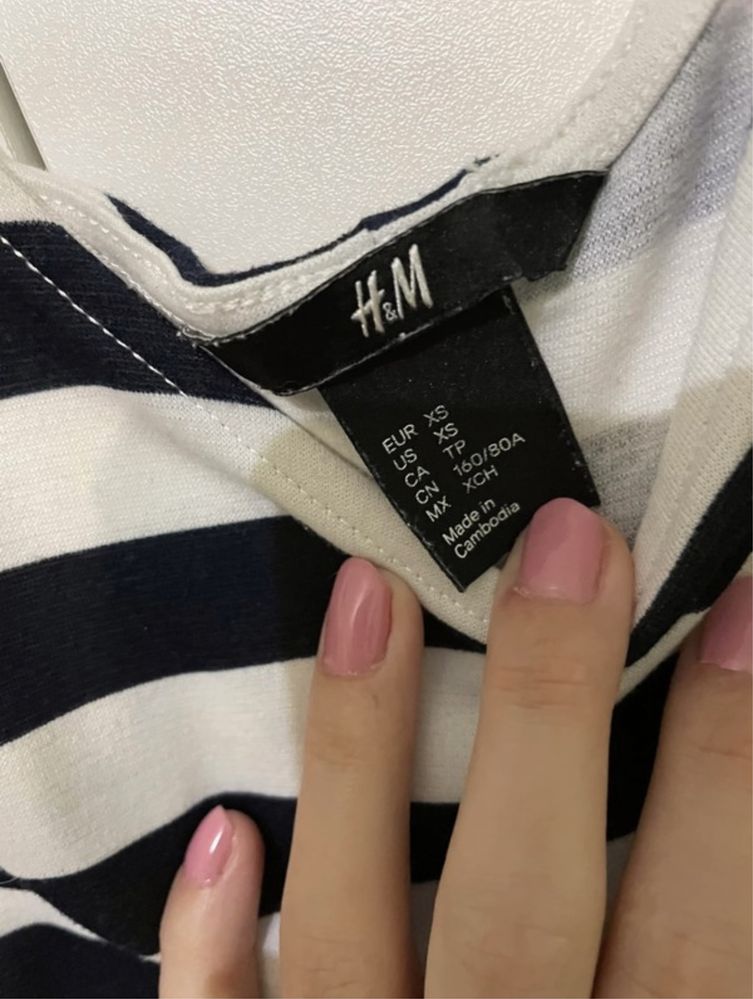 H&M
EUR XS
US XS
CA TP
CN 160/80A
MX XCH
Made in
Cambodia